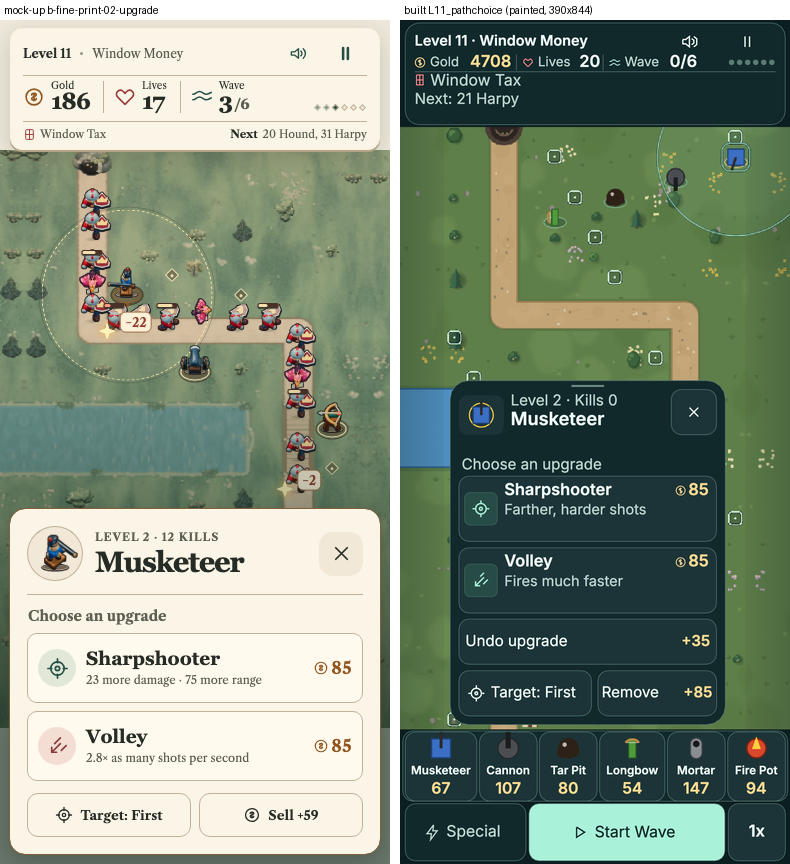 mock-up b-fine-print-02-upgrade
Level 11 · Window Money
Gold
186
Lives
17
Wave
3/6
Window Tax
Next 20 Hound, 31 Harpy
-22
-2
LEVEL 2 · 12 KILLS
Musketeer
Choose an upgrade
Sharpshooter
23 more damage · 75 more range
85
Volley
2.8× as many shots per second
85
Target: First
Sell +59
built L11_pathchoice (painted, 390x844)
Level 11 · Window Money
Gold 4708 Lives 20 Wave 0/6
Window Tax
Next: 21 Harpy
Level 2 · Kills 0
Musketeer
Choose an upgrade
Sharpshooter
85
Farther, harder shots
Volley
85
Fires much faster
Undo upgrade +35
Target: First
Remove +85
Musketeer
67
Cannon
107
Tar Pit
80
Longbow
54
Mortar
147
Fire Pot
94
Special
Start Wave
1x